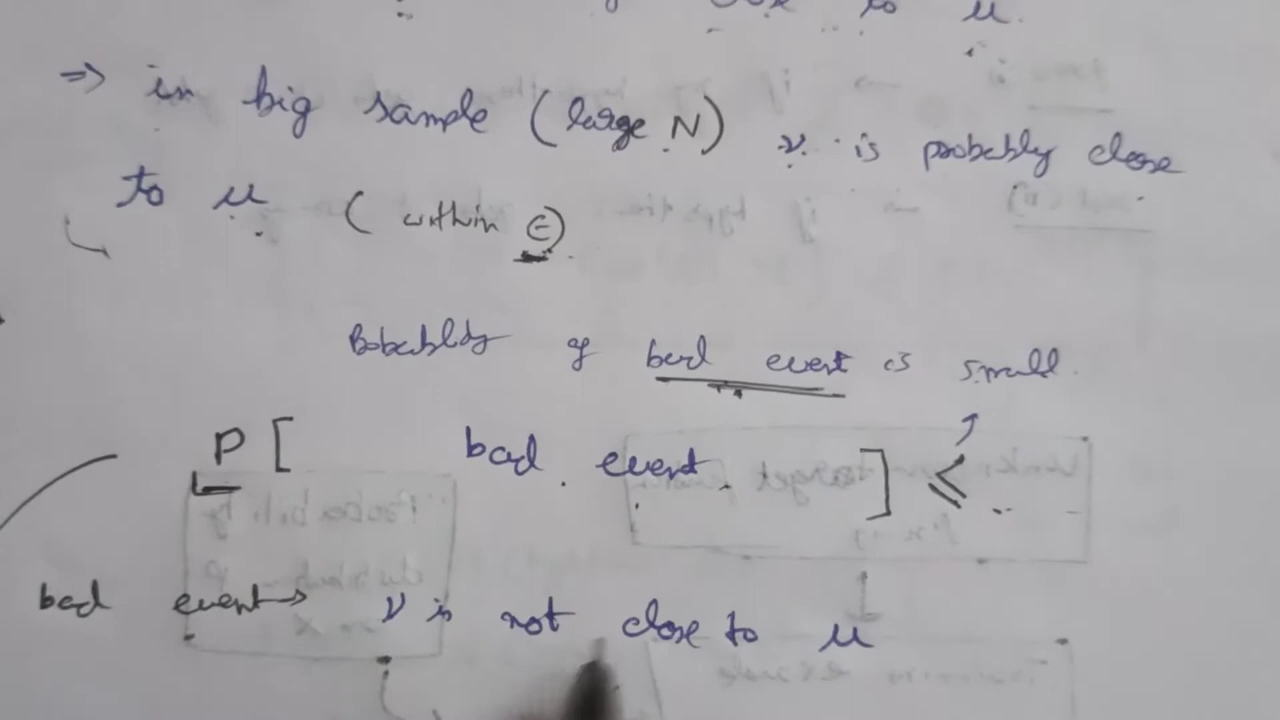 to μ.
⇒ in big sample (large N) ν is probably close
to μ (within ∈)
Probability of bad event is small
P [ bad event ] ≤
bad event → ν is not close to μ